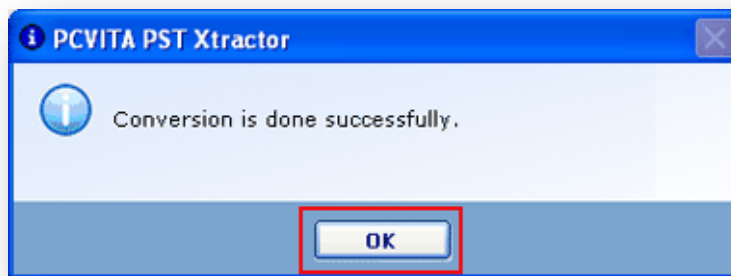 PCVITA PST Xtractor
Conversion is done successfully.
OK